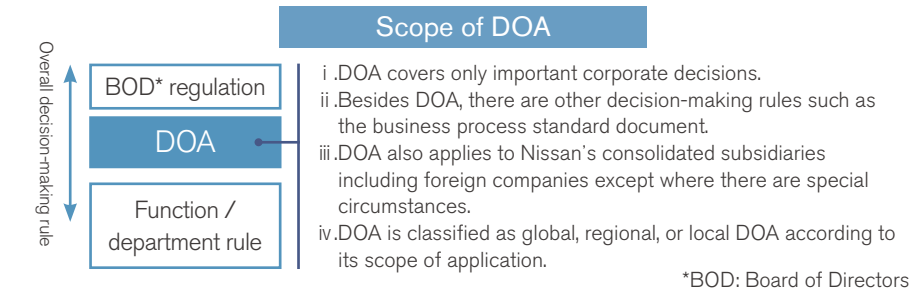 Scope of DOA
Overall decision-making rule
BOD* regulation
DOA
Function /
department rule
i .DOA covers only important corporate decisions.
ii .Besides DOA, there are other decision-making rules such as
the business process standard document.
iii .DOA also applies to Nissan's consolidated subsidiaries
including foreign companies except where there are special
circumstances.
iv .DOA is classified as global, regional, or local DOA according to
its scope of application.
*BOD: Board of Directors